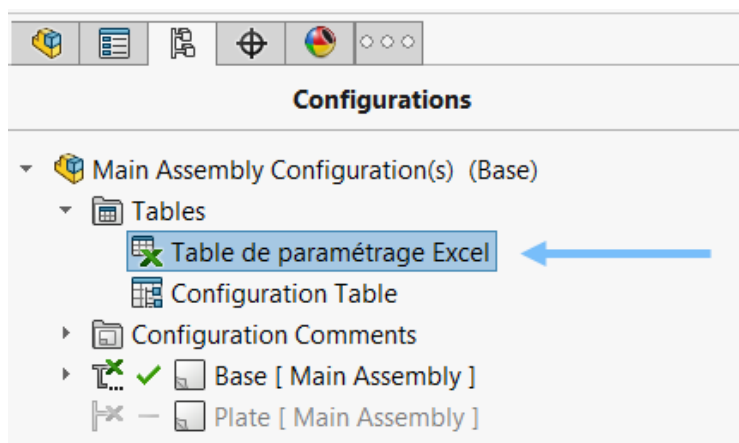 Configurations
Main Assembly Configuration(s) (Base)
Tables
Table de paramétrage Excel
Configuration Table
Configuration Comments
Base [ Main Assembly ]
Plate [ Main Assembly ]